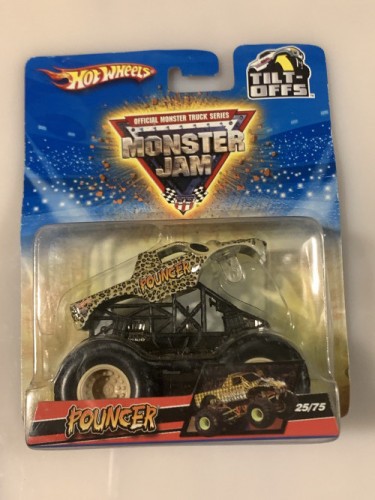 HOT WHEELS
TILT-
OFFS
OFFICIAL MONSTER TRUCK SERIES
MONSTER
JAM
POUNCER
POUNCER
25/75